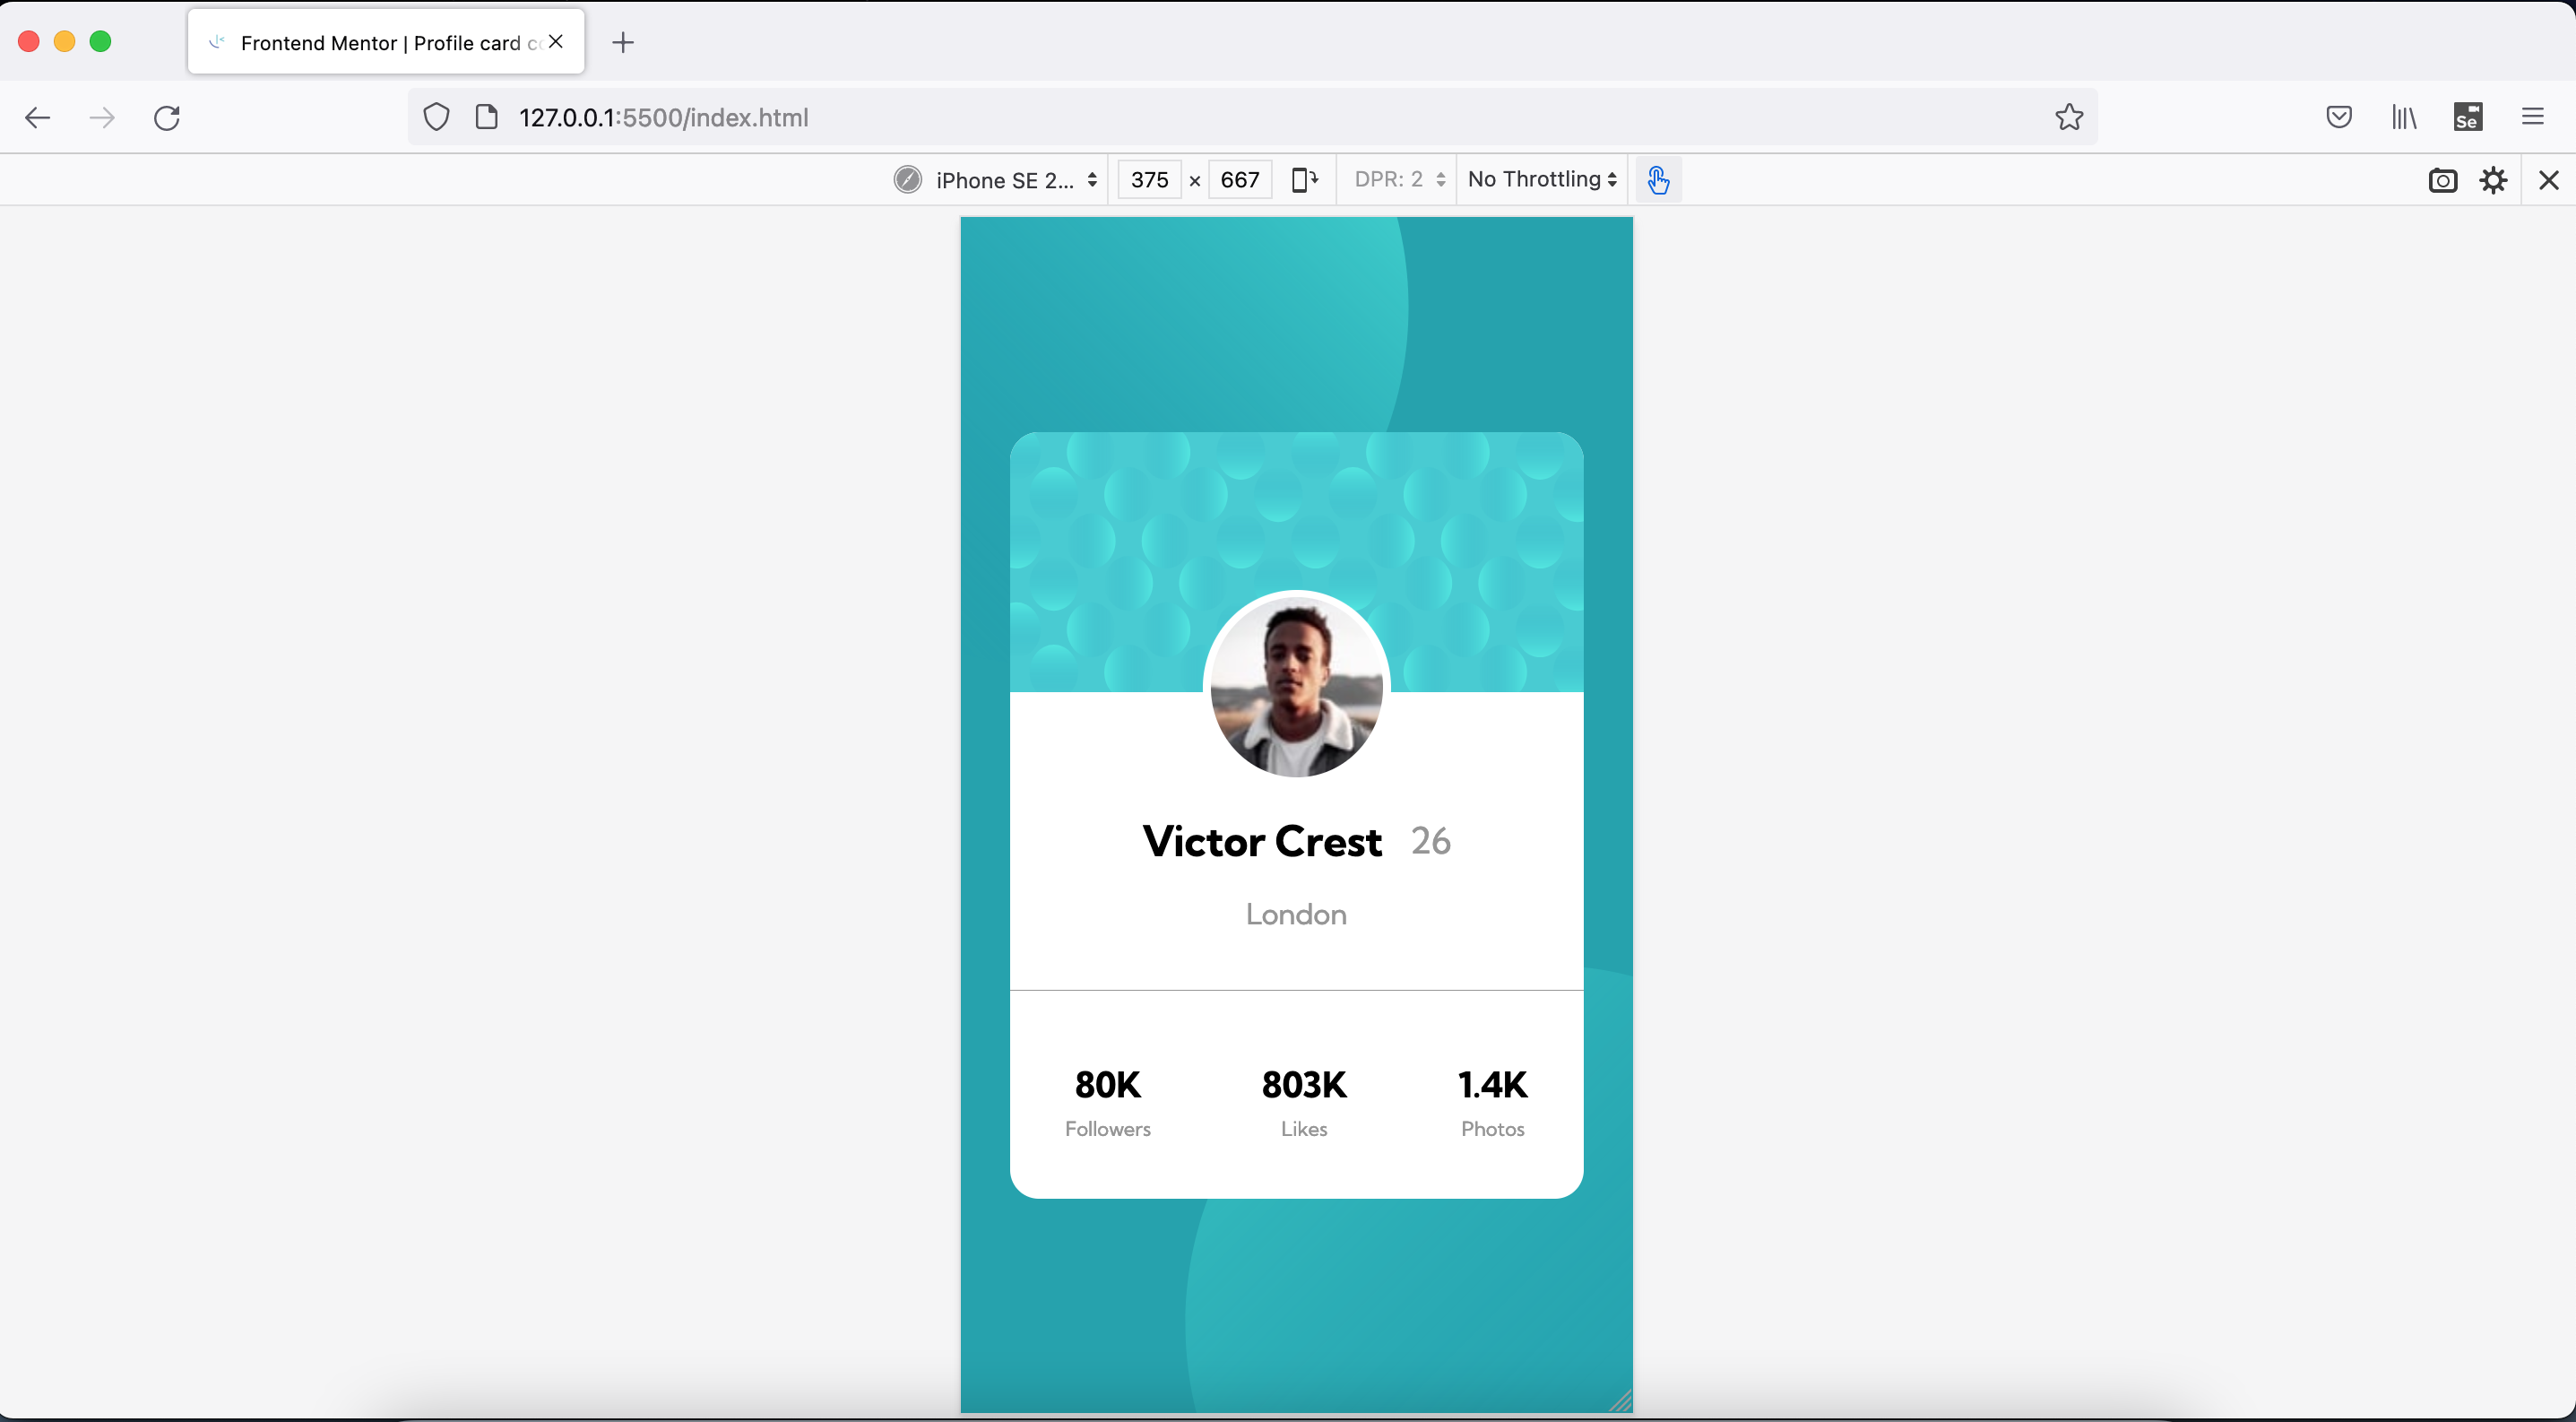 Frontend Mentor | Profile card
127.0.0.1:5500/index.html
iPhone SE 2... 375 × 667 DPR: 2 No Throttling
Se
Victor Crest 26
London
80K 803K 1.4K
Followers Likes Photos